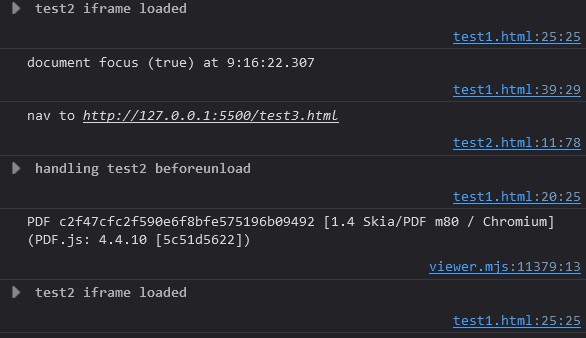 test2 iframe loaded
test1.html:25:25
document focus (true) at 9:16:22.307
test1.html:39:29
nav to http://127.0.0.1:5500/test3.html
test2.html:11:78
handling test2 beforeunload
test1.html:20:25
PDF c2f47cfc2f590e6f8bfe575196b09492 [1.4 Skia/PDF m80 / Chromium]
(PDF.js: 4.4.10 [5c51d5622])
viewer.mjs:11379:13
test2 iframe loaded
test1.html:25:25